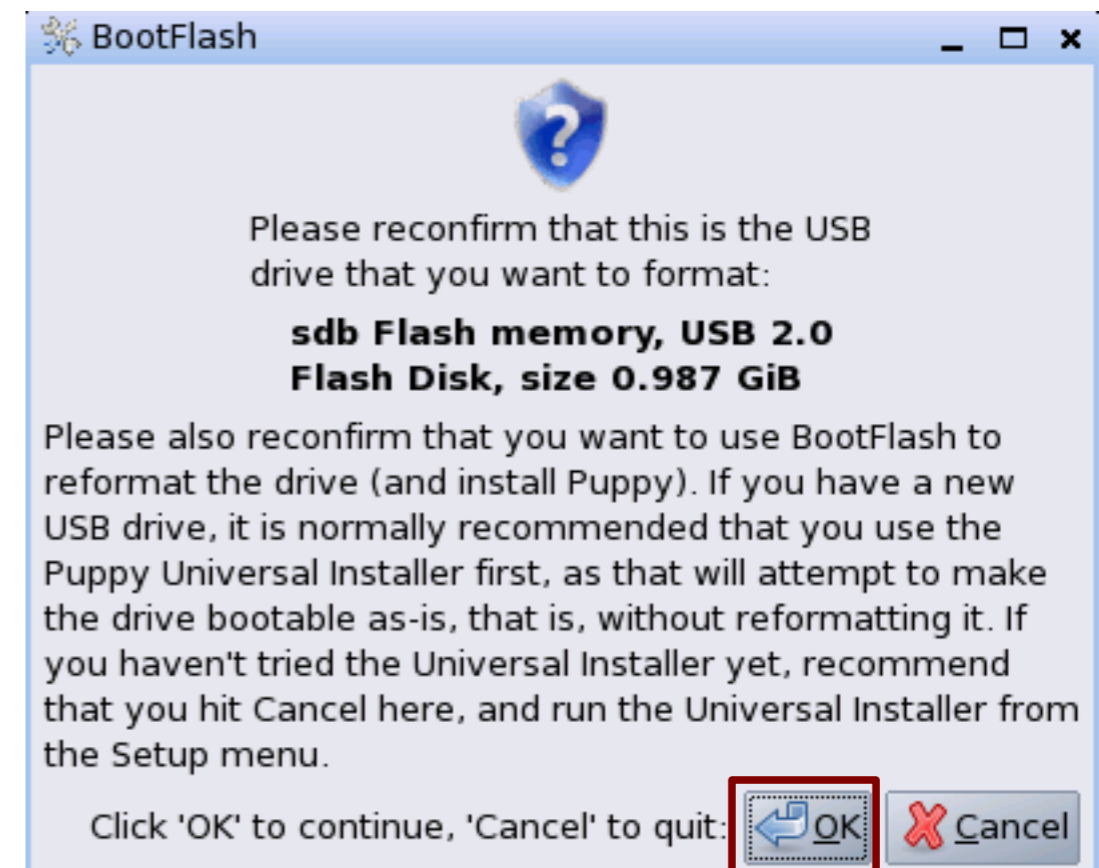 BootFlash
Please reconfirm that this is the USB
drive that you want to format:
sdb Flash memory, USB 2.0
Flash Disk, size 0.987 GiB
Please also reconfirm that you want to use BootFlash to
reformat the drive (and install Puppy). If you have a new
USB drive, it is normally recommended that you use the
Puppy Universal Installer first, as that will attempt to make
the drive bootable as-is, that is, without reformatting it. If
you haven't tried the Universal Installer yet, recommend
that you hit Cancel here, and run the Universal Installer from
the Setup menu.
Click 'OK' to continue, 'Cancel' to quit: OK Cancel